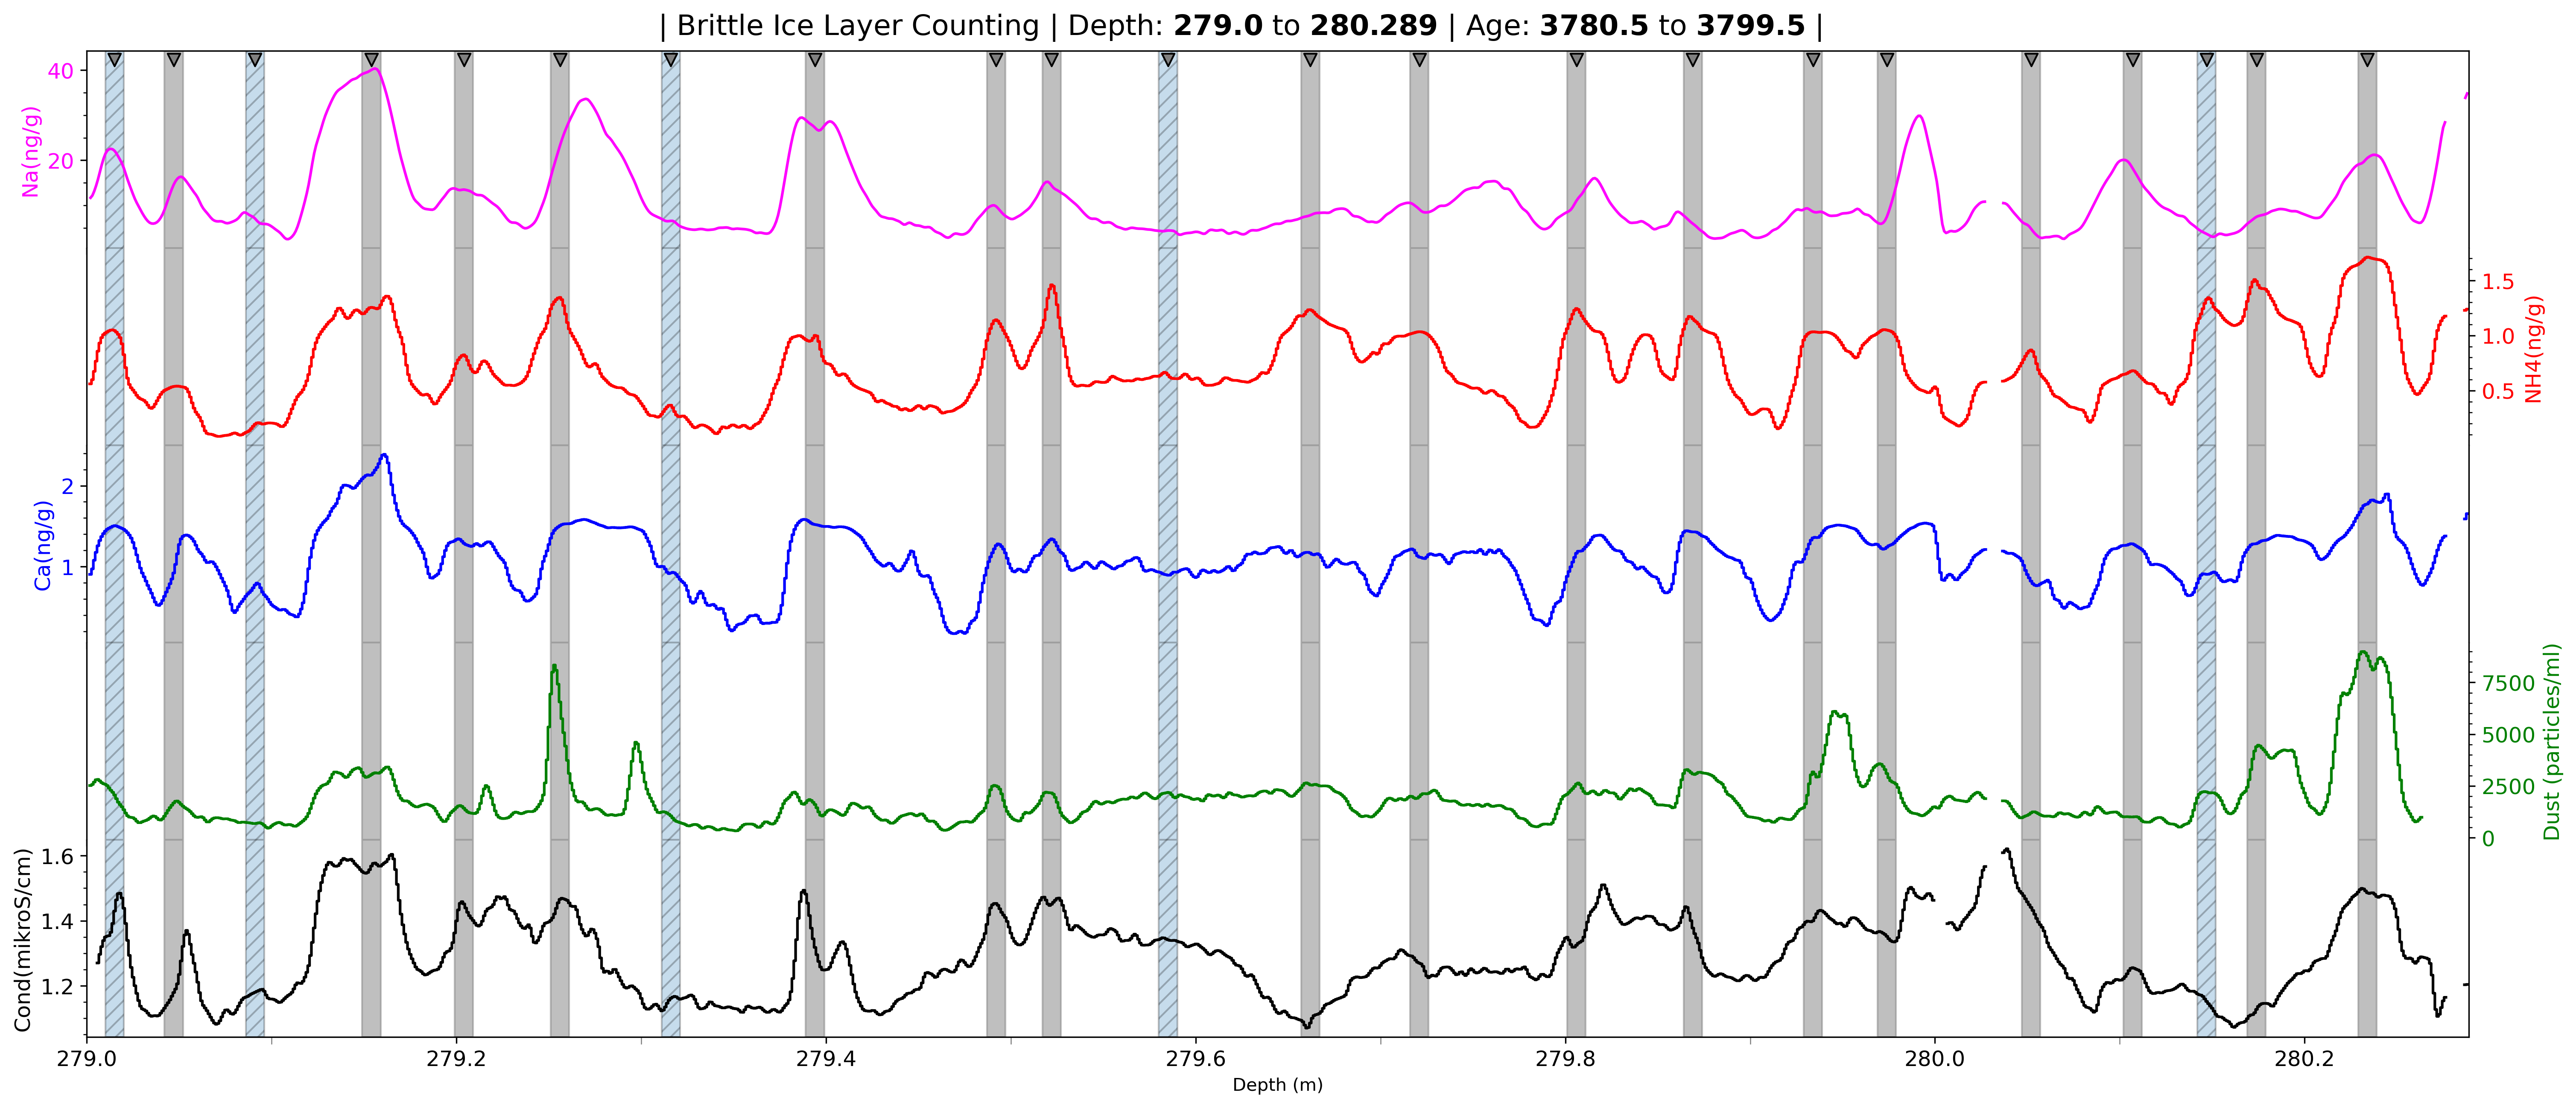 | Brittle Ice Layer Counting | Depth: 279.0 to 280.289 | Age: 3780.5 to 3799.5 |
40
20
Na(ng/g)
1.5
1.0
0.5
NH4(ng/g)
2
1
Ca(ng/g)
7500
5000
2500
0
Dust (particles/ml)
1.6
1.4
1.2
Cond(mikroS/cm)
279.0 279.2 279.4 279.6 279.8 280.0 280.2
Depth (m)